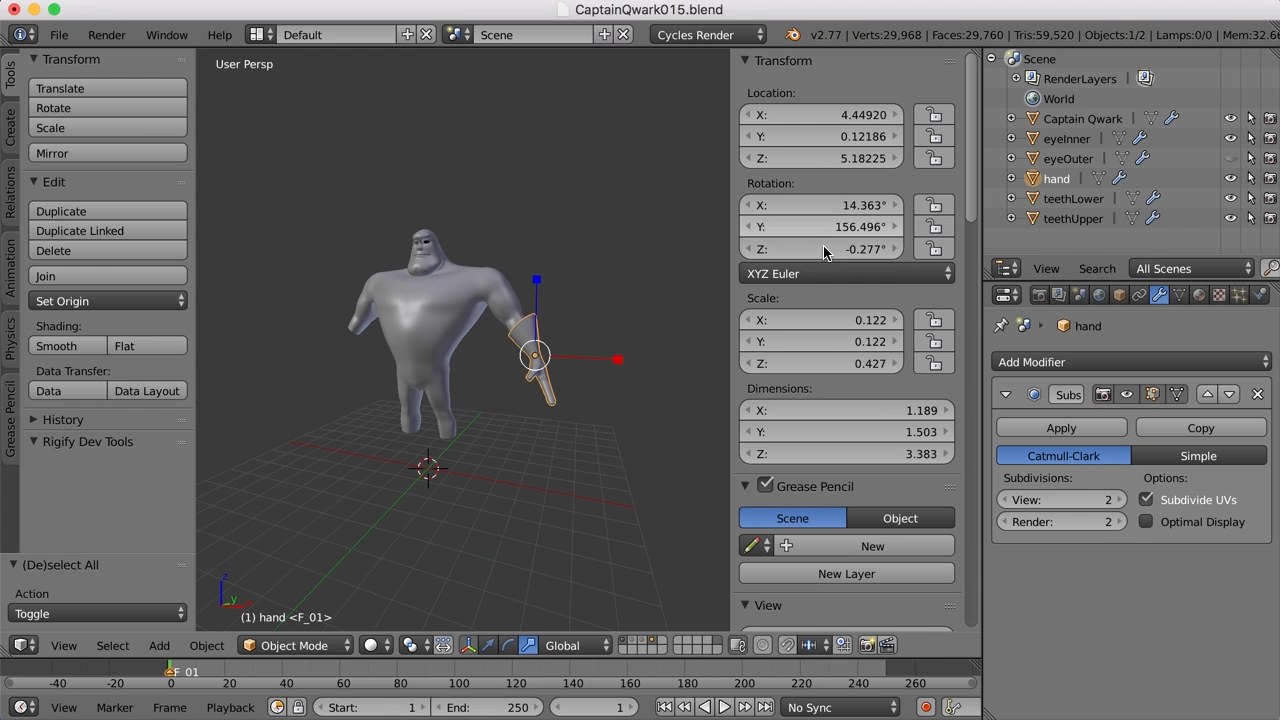 CaptainQwark015.blend
File Render Window Help Default Scene Cycles Render v2.77 | Verts:29,968 | Faces:29,760 | Tris:59,520 | Objects:1/2 | Lamps:0/0 | Mem:32.6
Tools
Create
Relations
Animation
Physics
Grease Pencil
Transform
Translate
Rotate
Scale
Mirror
Edit
Duplicate
Duplicate Linked
Delete
Join
Set Origin
Shading:
Smooth Flat
Data Transfer:
Data Data Layout
History
Rigify Dev Tools
(De)select All
Action
Toggle
User Persp
z
y
(1) hand <F_01>
Transform
Location:
X: 4.44920
Y: 0.12186
Z: 5.18225
Rotation:
X: 14.363°
Y: 156.496°
Z: -0.277°
XYZ Euler
Scale:
X: 0.122
Y: 0.122
Z: 0.427
Dimensions:
X: 1.189
Y: 1.503
Z: 3.383
Grease Pencil
Scene Object
New
New Layer
View
Scene
RenderLayers |
World
Captain Qwark |
eyeInner |
eyeOuter |
hand |
teethLower |
teethUpper |
View Search All Scenes
hand
Add Modifier
Subs
Apply Copy
Catmull-Clark Simple
Subdivisions: Options:
View: 2 Subdivide UVs
Render: 2 Optimal Display
View Select Add Object Object Mode Global
F_01
-40 -20 0 20 40 60 80 100 120 140 160 180 200 220 240 260
View Marker Frame Playback Start: 1 End: 250 1 No Sync